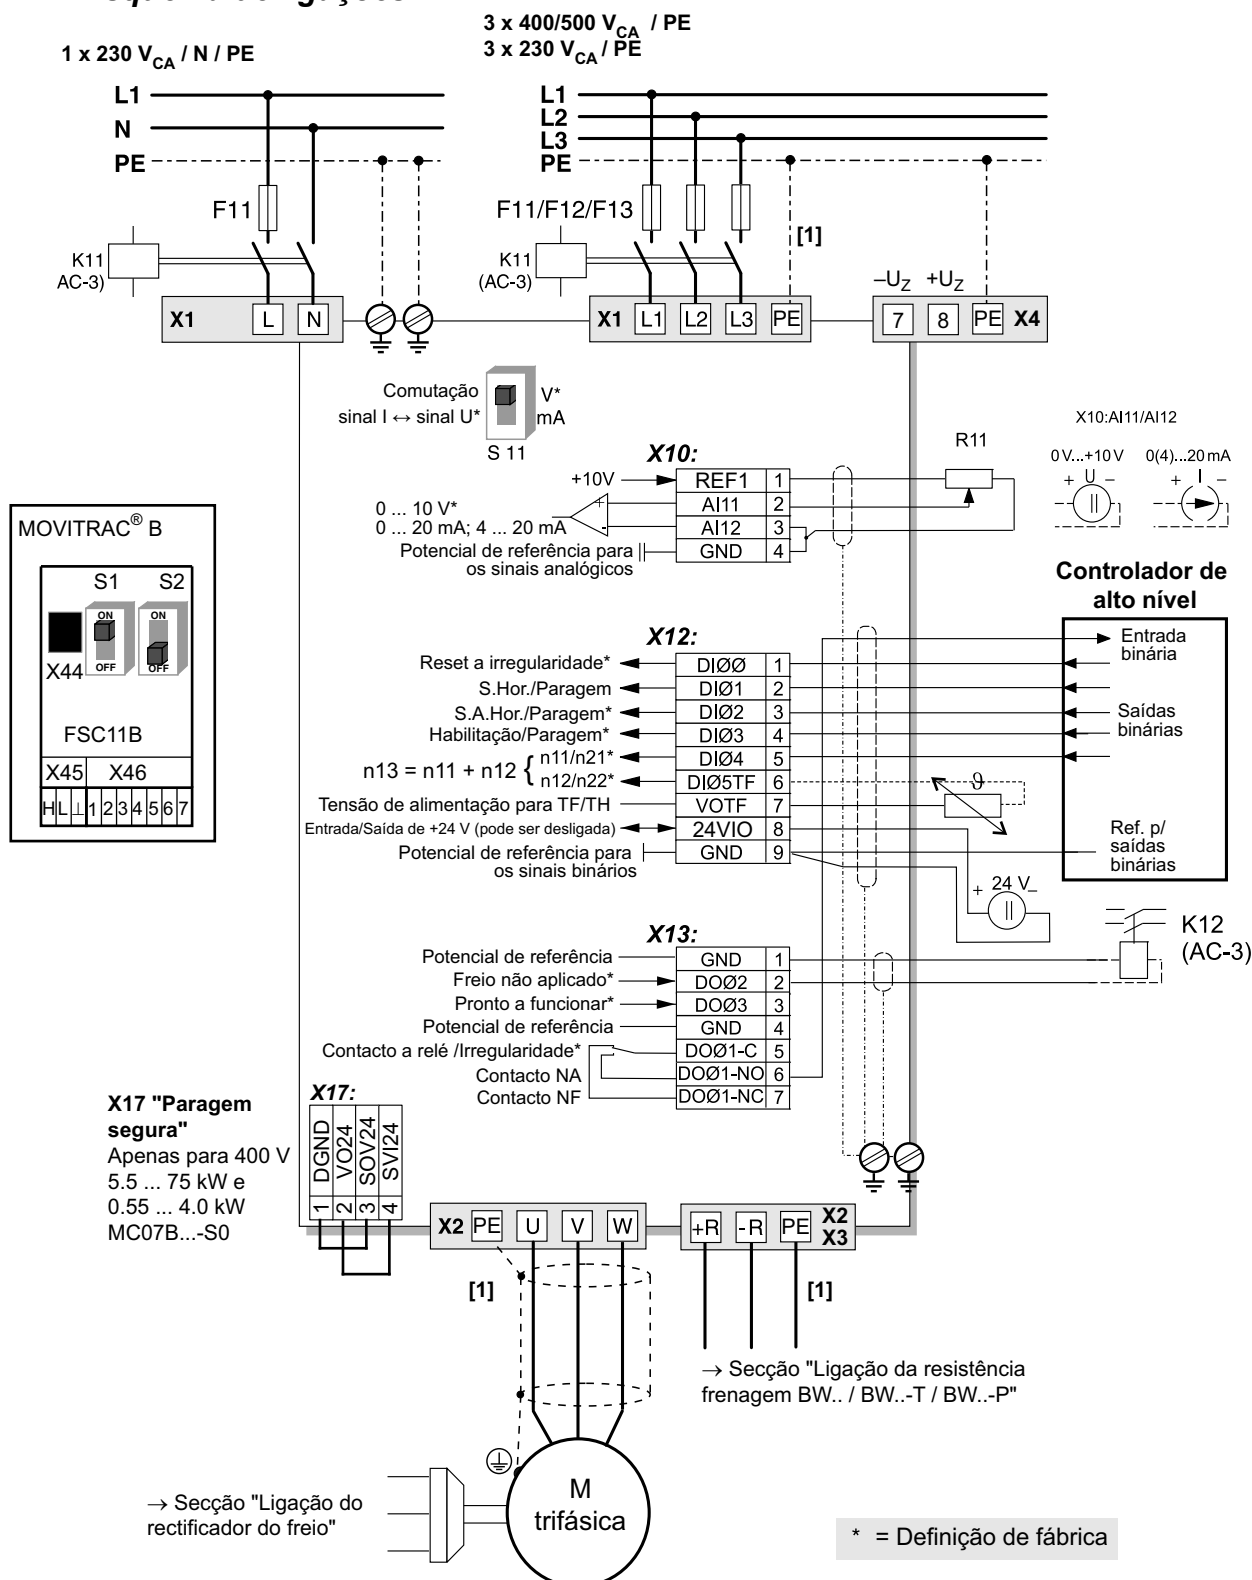 3 x 400/500 VCA / PE
3 x 230 VCA / PE
1 x 230 VCA / N / PE
L1
N
PE
L1
L2
L3
PE
F11
F11/F12/F13
[1]
K11
AC-3)
K11
(AC-3)
–UZ +UZ
X1 L N
X1 L1 L2 L3 PE
7 8 PE X4
Comutação
sinal I ↔ sinal U*
V*
mA
S 11
X10:
+10V
REF1 1
0 ... 10 V*
0 ... 20 mA; 4 ... 20 mA
+
-
AI11 2
AI12 3
Potencial de referência para
os sinais analógicos
GND 4
R11
X10:AI11/AI12
0 V...+10 V 0(4)...20 mA
+ U –
+ I –
MOVITRAC® B
S1 S2
ON
OFF
ON
OFF
X44
FSC11B
X45 X46
H L ⊥ 1 2 3 4 5 6 7
Controlador de
alto nível
Entrada
binária
Saídas
binárias
Ref. p/
saídas
binárias
X12:
Reset a irregularidade* DIØØ 1
S.Hor./Paragem DIØ1 2
S.A.Hor./Paragem* DIØ2 3
Habilitação/Paragem* DIØ3 4
n13 = n11 + n12 {
n11/n21* DIØ4 5
n12/n22* DIØ5TF 6
Tensão de alimentação para TF/TH VOTF 7
Entrada/Saída de +24 V (pode ser desligada) 24VIO 8
Potencial de referência para
os sinais binários
GND 9
ϑ
+ 24 V –
K12
(AC-3)
X13:
Potencial de referência GND 1
Freio não aplicado* DOØ2 2
Pronto a funcionar* DOØ3 3
Potencial de referência GND 4
Contacto a relé /Irregularidade* DOØ1-C 5
Contacto NA DOØ1-NO 6
Contacto NF DOØ1-NC 7
X17 "Paragem
segura"
Apenas para 400 V
5.5 ... 75 kW e
0.55 ... 4.0 kW
MC07B...-S0
X17:
DGND 1
VO24 2
SOV24 3
SVI24 4
X2 PE U V W
+R -R PE X2
X3
[1]
[1]
→ Secção "Ligação da resistência
frenagem BW.. / BW..-T / BW..-P"
M
trifásica
→ Secção "Ligação do
rectificador do freio"
* = Definição de fábrica